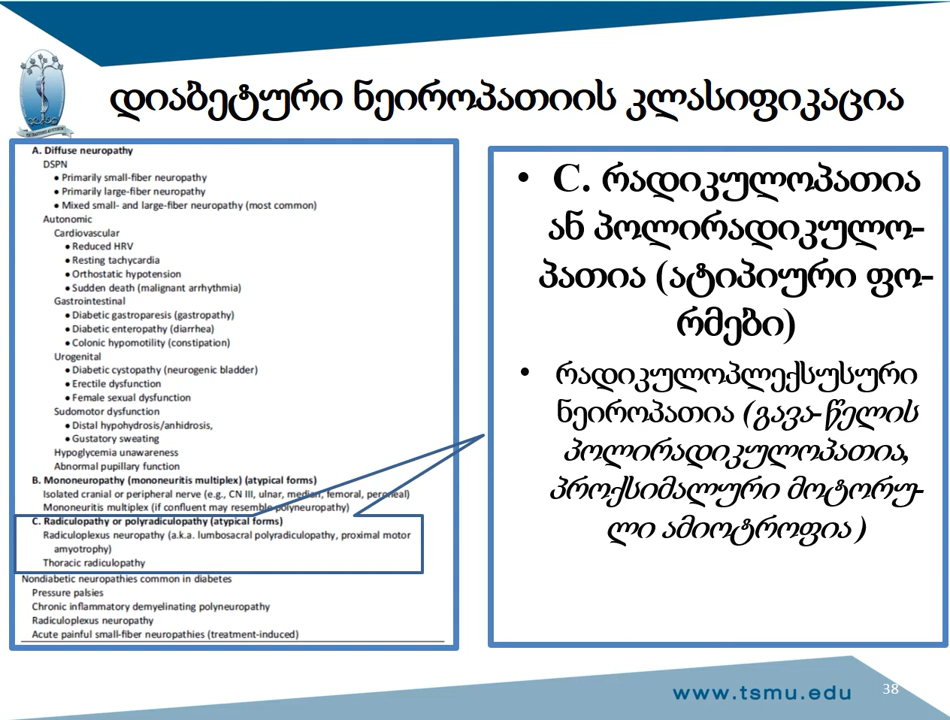 დიაბეტური ნეიროპათიის კლასიფიკაცია
A. Diffuse neuropathy
DSPN
• Primarily small-fiber neuropathy
• Primarily large-fiber neuropathy
• Mixed small- and large-fiber neuropathy (most common)
Autonomic
Cardiovascular
• Reduced HRV
• Resting tachycardia
• Orthostatic hypotension
• Sudden death (malignant arrhythmia)
Gastrointestinal
• Diabetic gastroparesis (gastropathy)
• Diabetic enteropathy (diarrhea)
• Colonic hypomotility (constipation)
Urogenital
• Diabetic cystopathy (neurogenic bladder)
• Erectile dysfunction
• Female sexual dysfunction
Sudomotor dysfunction
• Distal hypohydrosis/anhidrosis,
• Gustatory sweating
Hypoglycemia unawareness
Abnormal pupillary function
B. Mononeuropathy (mononeuritis multiplex) (atypical forms)
Isolated cranial or peripheral nerve (e.g., CN III, ulnar, median, femoral, peroneal)
Mononeuritis multiplex (if confluent may resemble polyneuropathy)
C. Radiculopathy or polyradiculopathy (atypical forms)
Radiculoplexus neuropathy (a.k.a. lumbosacral polyradiculopathy, proximal motor
amyotrophy)
Thoracic radiculopathy
Nondiabetic neuropathies common in diabetes
Pressure palsies
Chronic inflammatory demyelinating polyneuropathy
Radiculoplexus neuropathy
Acute painful small-fiber neuropathies (treatment-induced)
• C. რადიკულოპათია
ან პოლირადიკულო-
პათია (ატიპიური ფო-
რმები)
• რადიკულოპლექსუსური
ნეიროპათია (გავა-წელის
პოლირადიკულოპათია,
პროქსიმალური მოტორუ-
ლი ამიოტროფია)
www.tsmu.edu
38